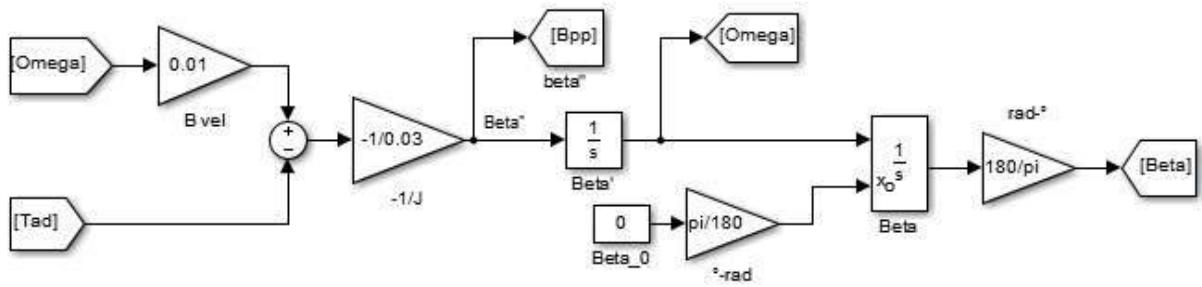 [Omega]
0.01
B vel
+
−
[Tad]
-1/0.03
-1/J
[Bpp]
beta"
Beta"
1
s
Beta'
[Omega]
0
Beta_0
pi/180
°-rad
1
s
xo
Beta
rad-°
180/pi
[Beta]